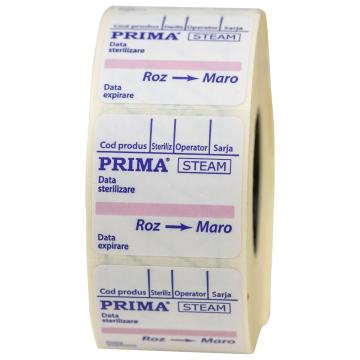 Cod produs Steriliz Operator Sarja
PRIMA® STEAM
Data
sterilizare
Roz → Maro
Data
expirare
Cod produs Steriliz Operator Sarja
PRIMA® STEAM
Data
sterilizare
Roz → Maro
Data
expirare
Cod produs Steriliz Operator Sarja
PRIMA® STEAM
Data
sterilizare
Roz → Maro